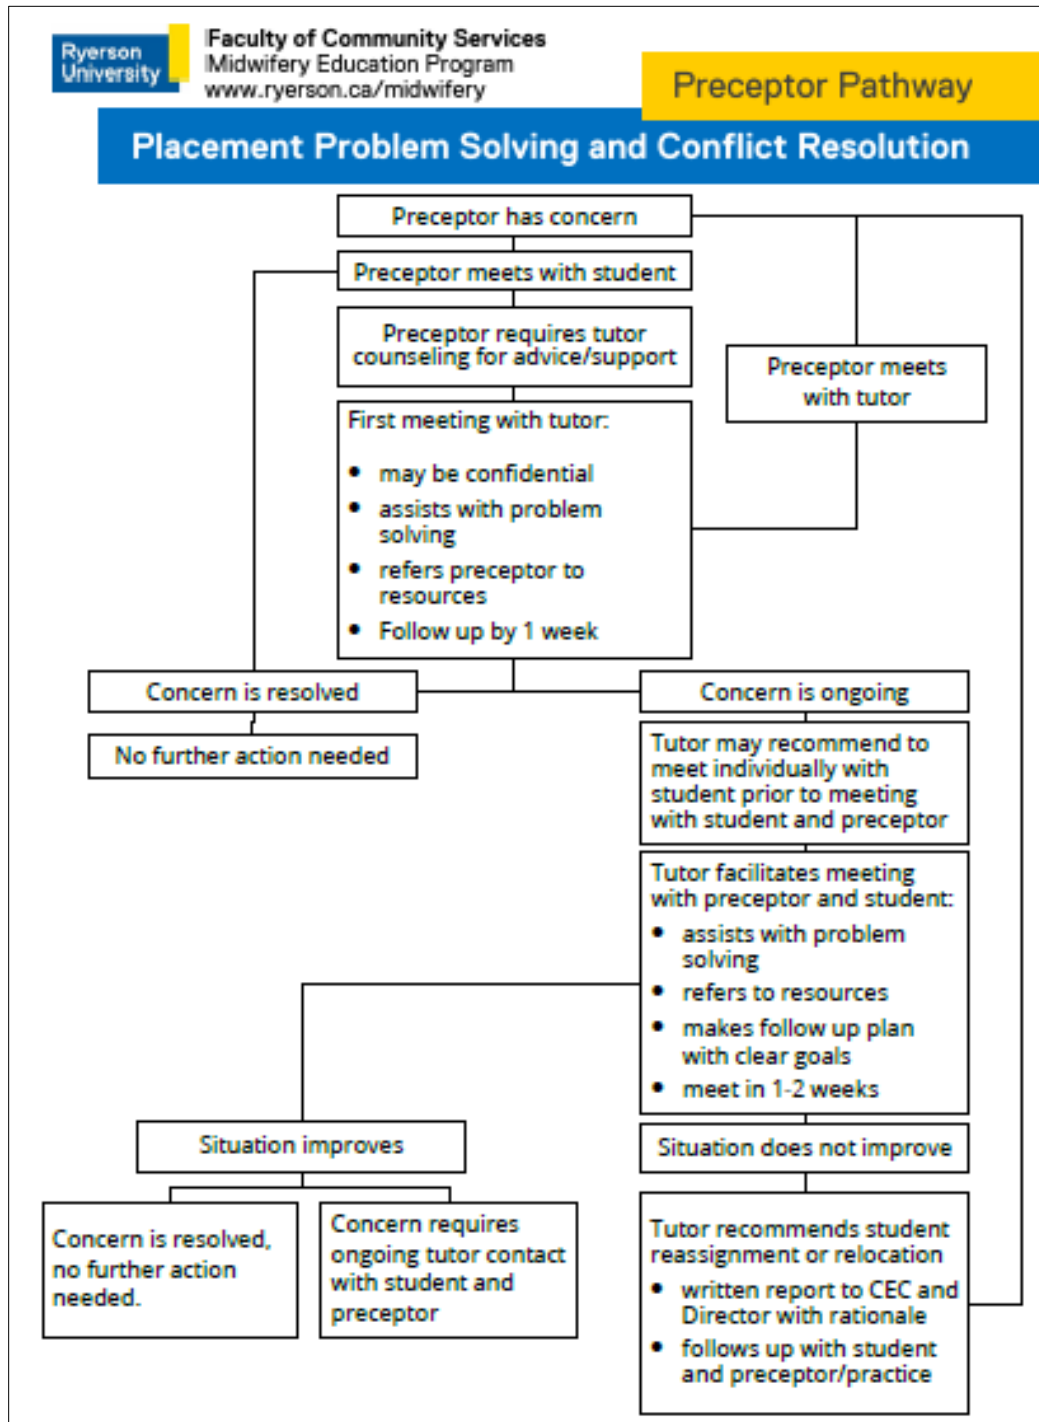 Ryerson
University
Faculty of Community Services
Midwifery Education Program
www.ryerson.ca/midwifery
Preceptor Pathway
Placement Problem Solving and Conflict Resolution
Preceptor has concern
Preceptor meets with student
Preceptor requires tutor
counseling for advice/support
Preceptor meets
with tutor
First meeting with tutor:
• may be confidential
• assists with problem
solving
• refers preceptor to
resources
• Follow up by 1 week
Concern is resolved
Concern is ongoing
No further action needed
Tutor may recommend to
meet individually with
student prior to meeting
with student and preceptor
Tutor facilitates meeting
with preceptor and student:
• assists with problem
solving
• refers to resources
• makes follow up plan
with clear goals
• meet in 1-2 weeks
Situation improves
Situation does not improve
Concern is resolved,
no further action
needed.
Concern requires
ongoing tutor contact
with student and
preceptor
Tutor recommends student
reassignment or relocation
• written report to CEC and
Director with rationale
• follows up with student
and preceptor/practice